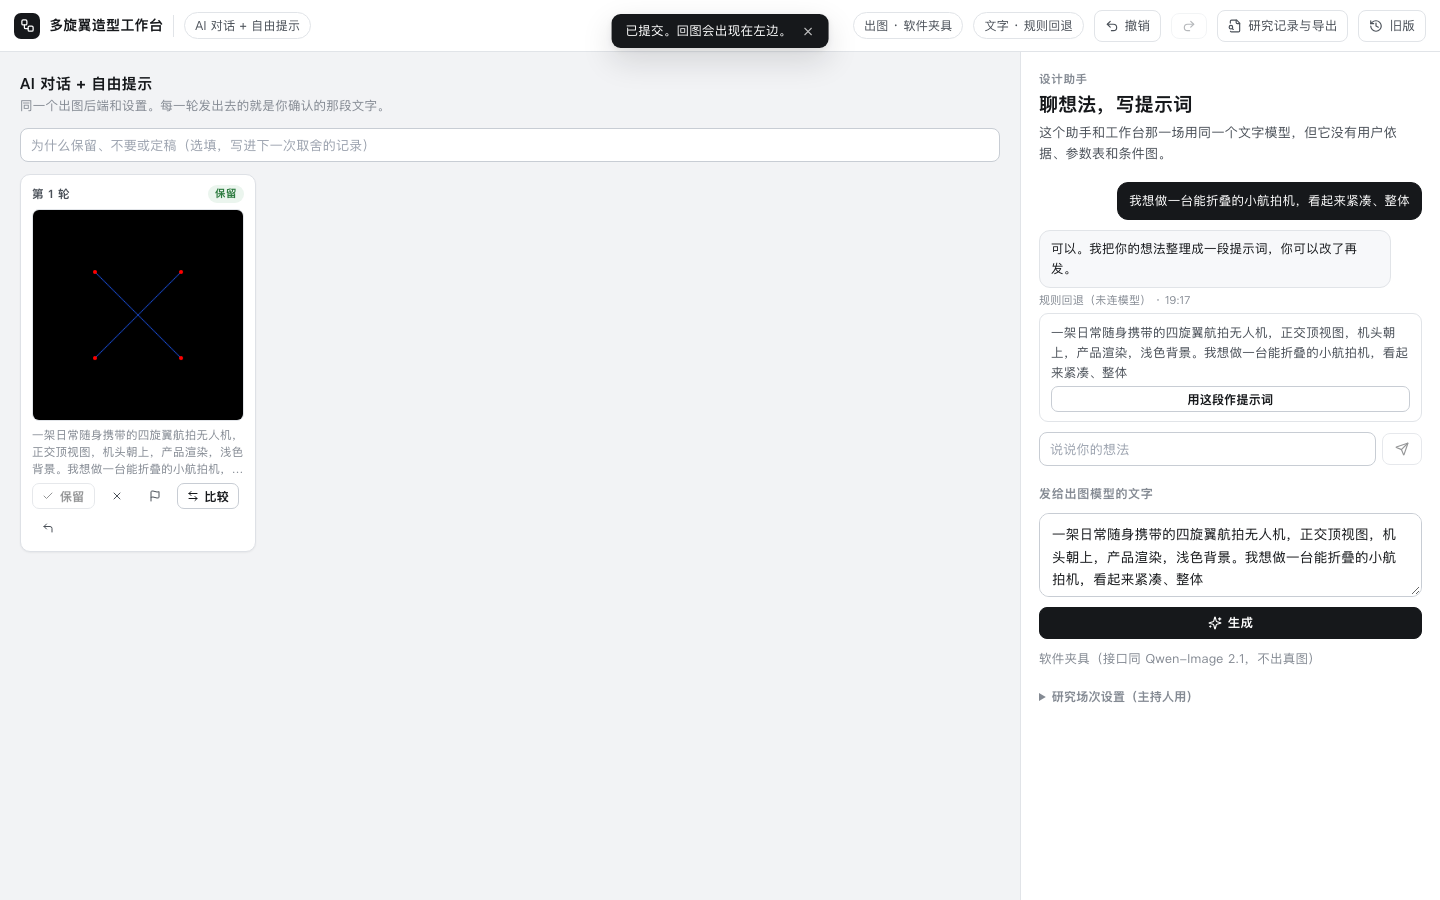 多旋翼造型工作台
AI 对话 + 自由提示
已提交。回图会出现在左边。
出图 · 软件夹具
文字 · 规则回退
撤销
研究记录与导出
旧版
AI 对话 + 自由提示
同一个出图后端和设置。每一轮发出去的就是你确认的那段文字。
为什么保留、不要或定稿（选填，写进下一次取舍的记录）
第 1 轮
保留
一架日常随身携带的四旋翼航拍无人机，
正交顶视图，机头朝上，产品渲染，浅色
背景。我想做一台能折叠的小航拍机，...
保留
比较
设计助手
聊想法，写提示词
这个助手和工作台那一场用同一个文字模型，但它没有用户依
据、参数表和条件图。
我想做一台能折叠的小航拍机，看起来紧凑、整体
可以。我把你的想法整理成一段提示词，你可以改了再
发。
规则回退（未连模型） · 19:17
一架日常随身携带的四旋翼航拍无人机，正交顶视图，机头朝
上，产品渲染，浅色背景。我想做一台能折叠的小航拍机，看起
来紧凑、整体
用这段作提示词
说说你的想法
发给出图模型的文字
一架日常随身携带的四旋翼航拍无人机，正交顶视图，机
头朝上，产品渲染，浅色背景。我想做一台能折叠的小航
拍机，看起来紧凑、整体
生成
软件夹具（接口同 Qwen-Image 2.1，不出真图）
研究场次设置（主持人用）